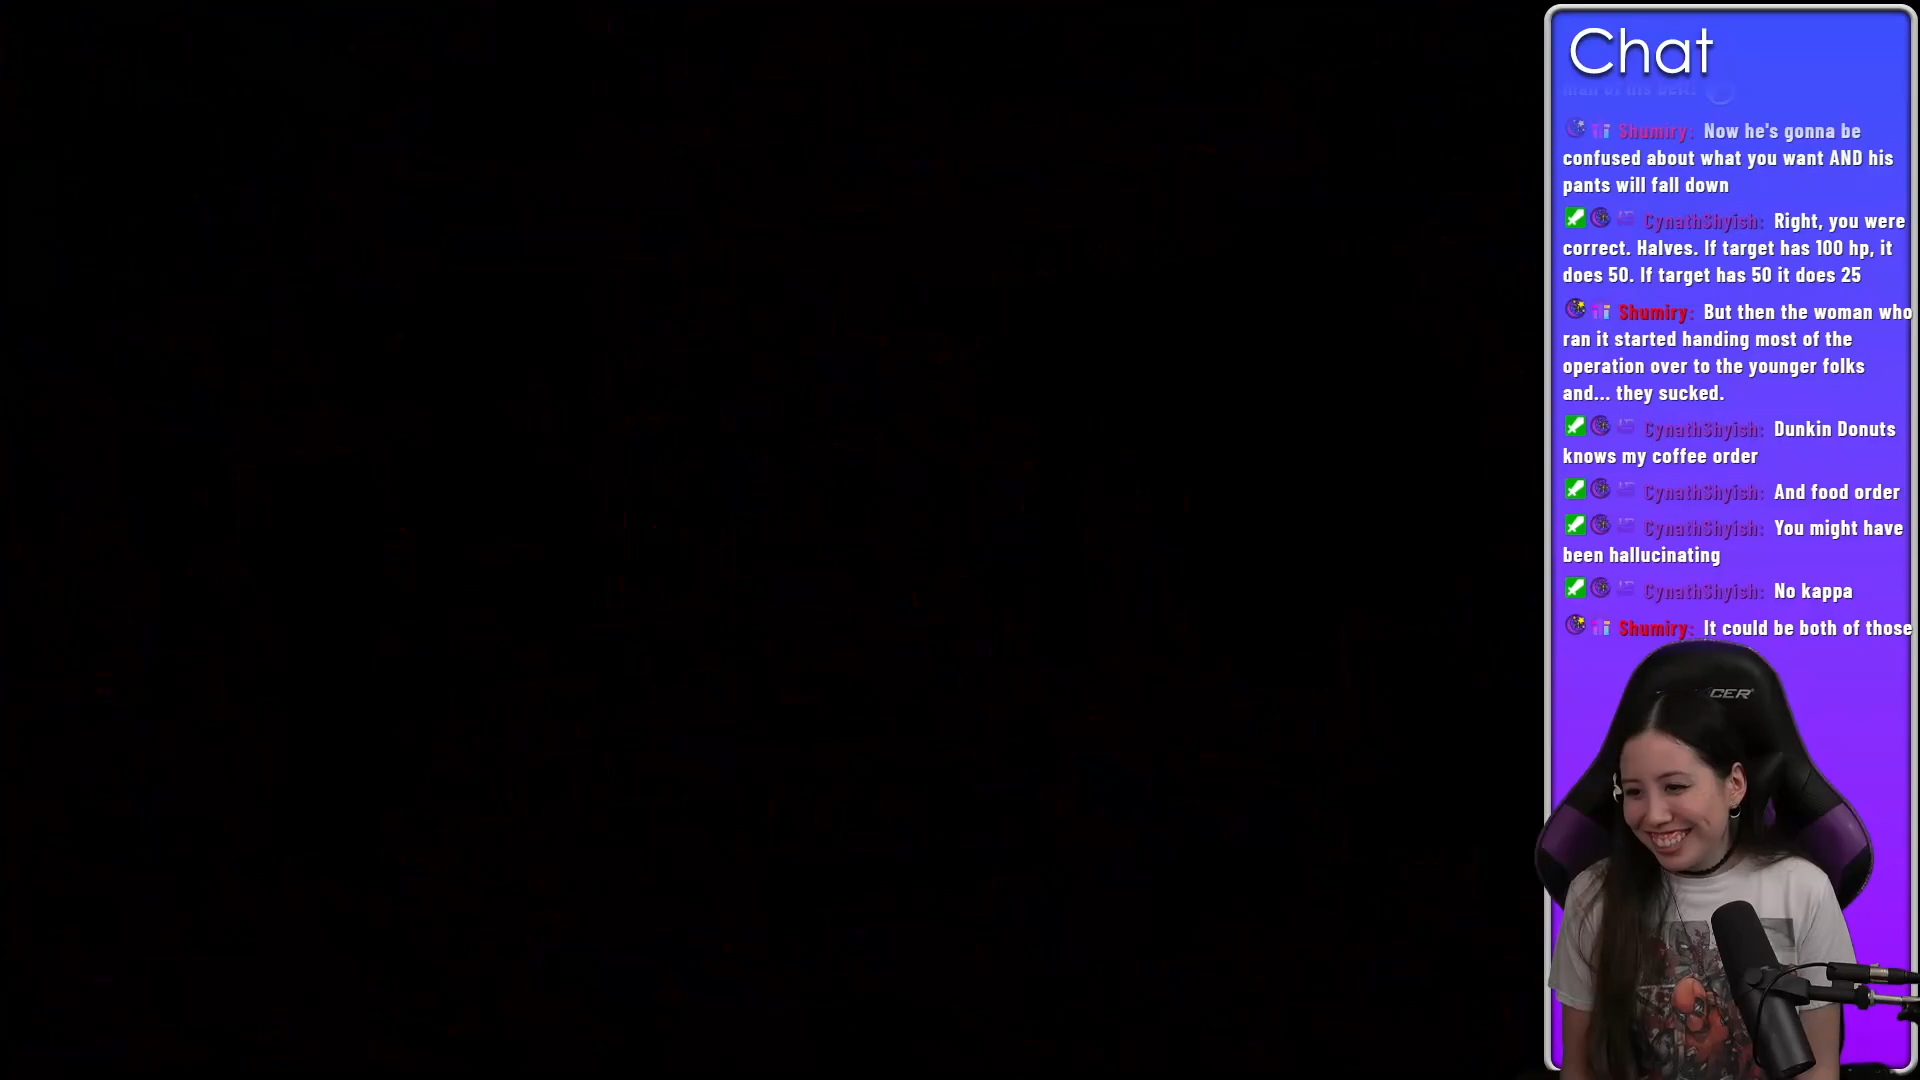 Chat
Shumiry: Now he's gonna be
confused about what you want AND his
pants will fall down
CynathShyish: Right, you were
correct. Halves. If target has 100 hp, it
does 50. If target has 50 it does 25
Shumiry: But then the woman who
ran it started handing most of the
operation over to the younger folks
and... they sucked.
CynathShyish: Dunkin Donuts
knows my coffee order
CynathShyish: And food order
CynathShyish: You might have
been hallucinating
CynathShyish: No kappa
Shumiry: It could be both of those
CER